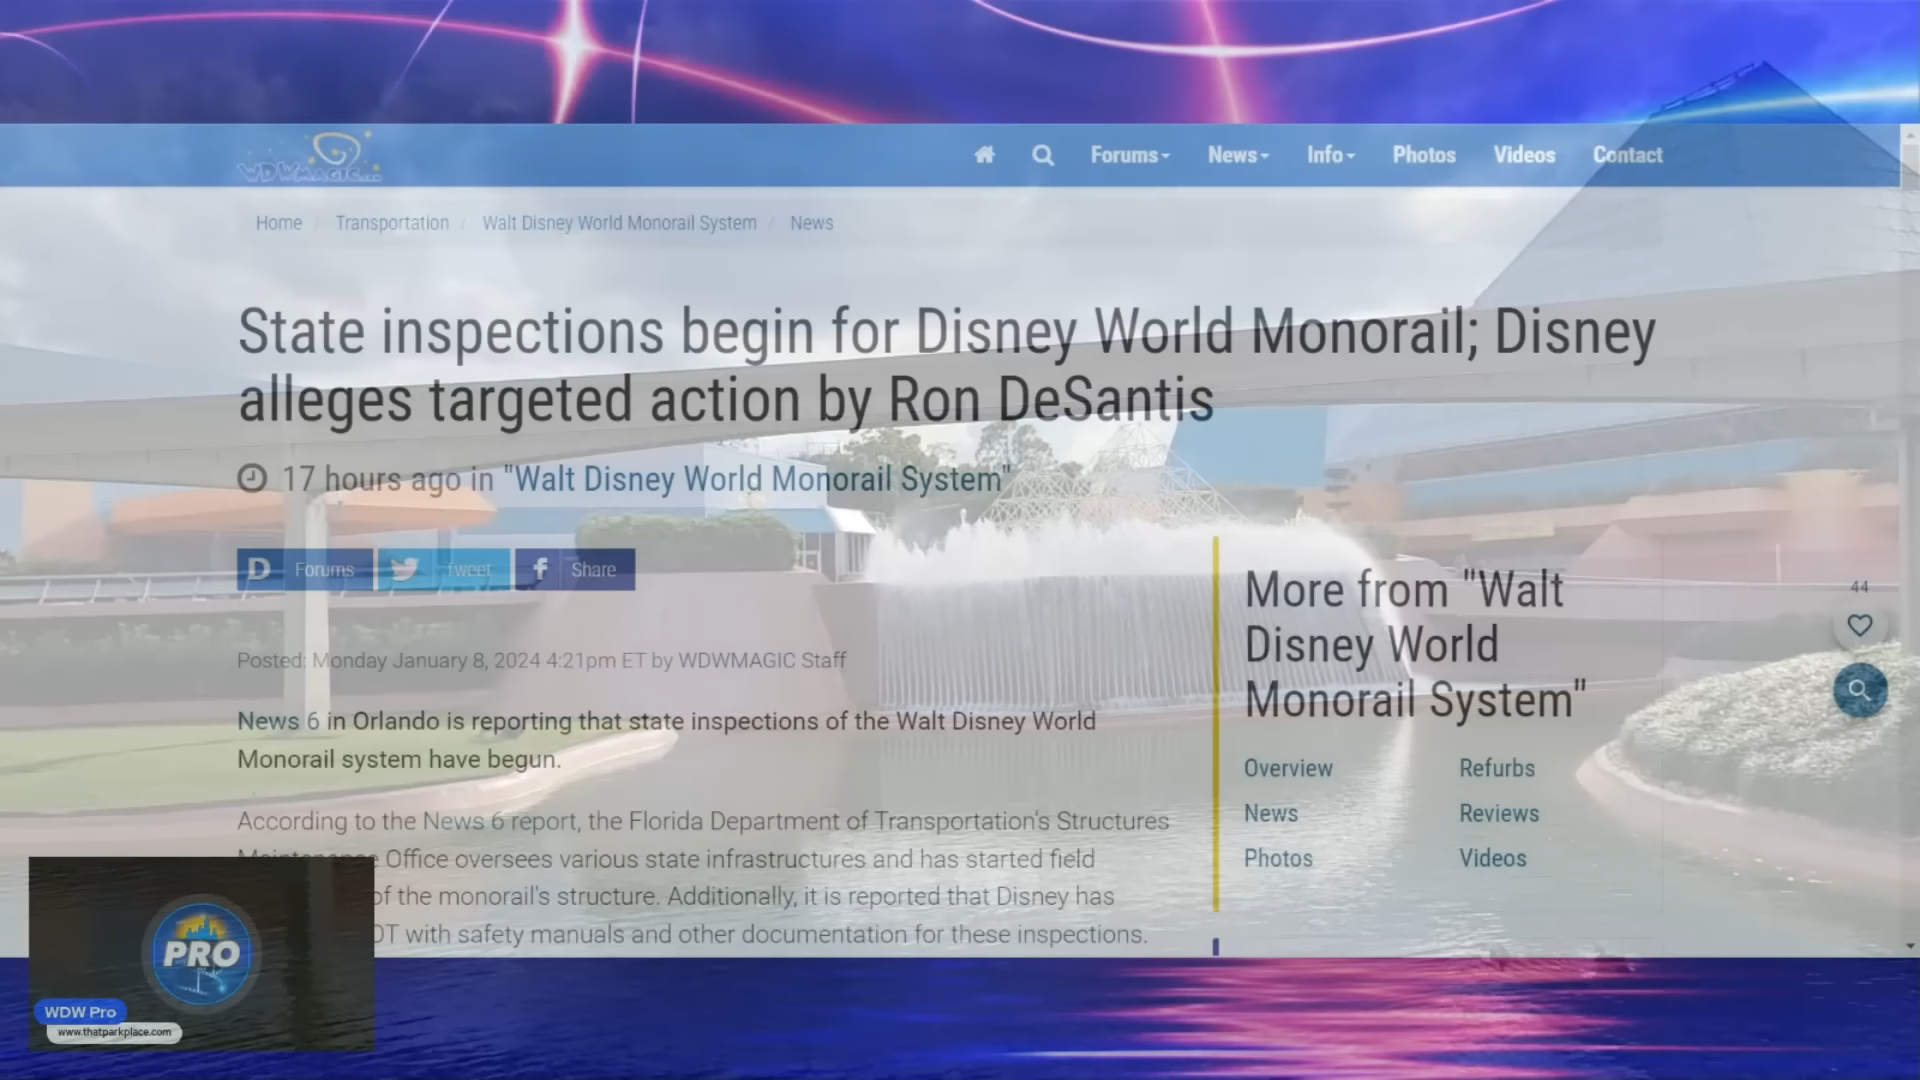 WDWMAGIC.COM
Forums
News
Info
Photos
Videos
Contact
Home / Transportation / Walt Disney World Monorail System / News
State inspections begin for Disney World Monorail; Disney
alleges targeted action by Ron DeSantis
17 hours ago in "Walt Disney World Monorail System"
Forums
Tweet
Share
Posted: Monday January 8, 2024 4:21pm ET by WDWMAGIC Staff
News 6 in Orlando is reporting that state inspections of the Walt Disney World
Monorail system have begun.
According to the News 6 report, the Florida Department of Transportation's Structures
Office oversees various state infrastructures and has started field
of the monorail's structure. Additionally, it is reported that Disney has
OT with safety manuals and other documentation for these inspections.
More from "Walt
Disney World
Monorail System"
Overview
Refurbs
News
Reviews
Photos
Videos
44
PRO
WDW Pro
www.thatparkplace.com